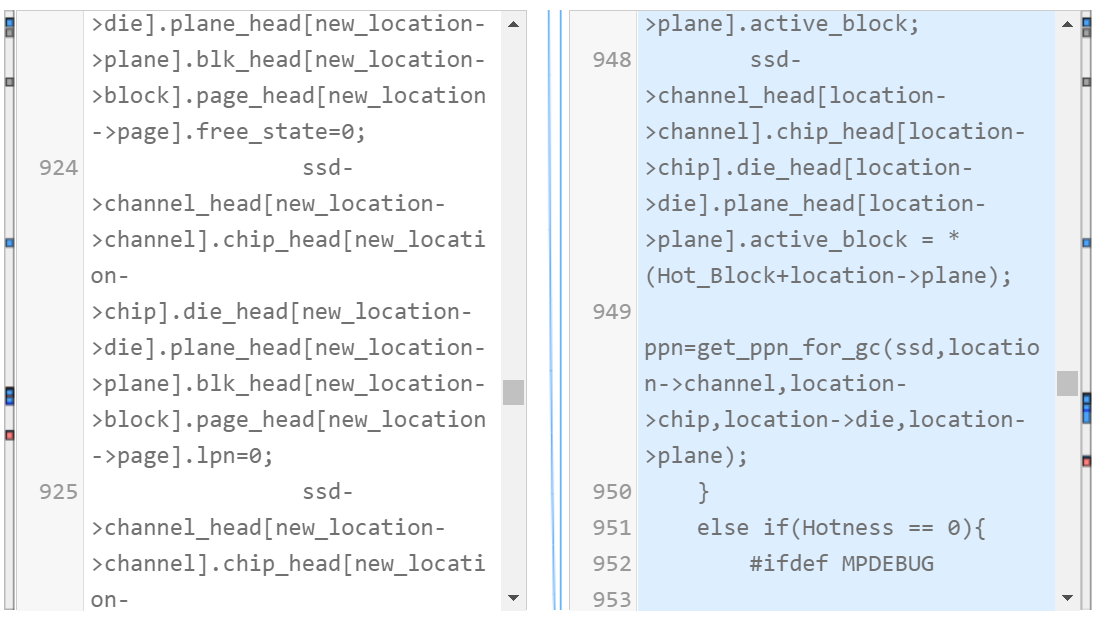 >die].plane_head[new_location-
>plane].blk_head[new_location-
>block].page_head[new_location
->page].free_state=0;
924 ssd-
>channel_head[new_location-
>channel].chip_head[new_locati
on-
>chip].die_head[new_location-
>die].plane_head[new_location-
>plane].blk_head[new_location-
>block].page_head[new_location
->page].lpn=0;
925 ssd-
>channel_head[new_location-
>channel].chip_head[new_locati
on-
>plane].active_block;
948 ssd-
>channel_head[location-
>channel].chip_head[location-
>chip].die_head[location-
>die].plane_head[location-
>plane].active_block = *
(Hot_Block+location->plane);
949
ppn=get_ppn_for_gc(ssd,locatio
n->channel,location-
>chip,location->die,location-
>plane);
950 }
951 else if(Hotness == 0){
952 #ifdef MPDEBUG
953